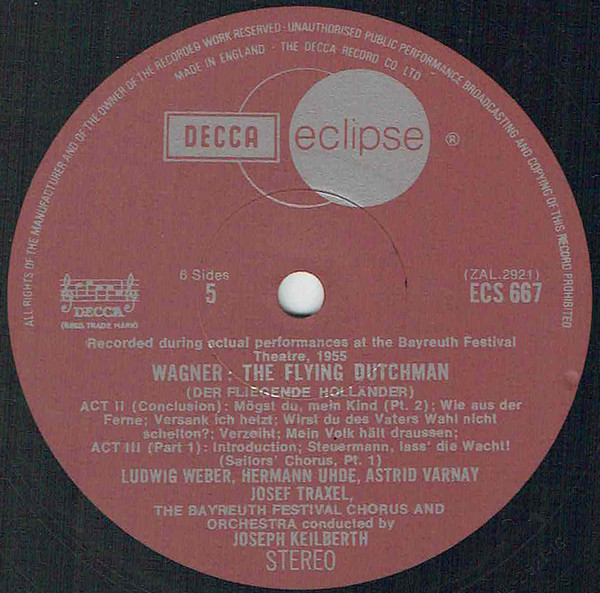 ALL RIGHTS OF THE MANUFACTURER AND OF THE OWNER OF THE RECORDED WORK RESERVED · UNAUTHORISED PUBLIC PERFORMANCE BROADCASTING AND COPYING OF THIS RECORD PROHIBITED
MADE IN ENGLAND · THE DECCA RECORD CO LTD
DECCA eclipse ®
6 Sides
5
(ZAL.2921)
ECS 667
DECCA
(REGD. TRADE MARK)
Recorded during actual performances at the Bayreuth Festival
Theatre, 1955
WAGNER: THE FLYING DUTCHMAN
(DER FLIEGENDE HOLLÄNDER)
ACT II (Conclusion): Mögst du, mein Kind (Pt. 2); Wie aus der
Ferne; Versank ich heizt; Wirst du des Vaters Wahl nicht
schelton?; Verzeiht; Mein Volk hält draussen;
ACT III (Part 1): Introduction; Steuermann, lass' die Wacht!
(Sailors' Chorus, Pt. 1)
LUDWIG WEBER, HERMANN UHDE, ASTRID VARNAY
JOSEF TRAXEL,
THE BAYREUTH FESTIVAL CHORUS AND
ORCHESTRA conducted by
JOSEPH KEILBERTH
STEREO